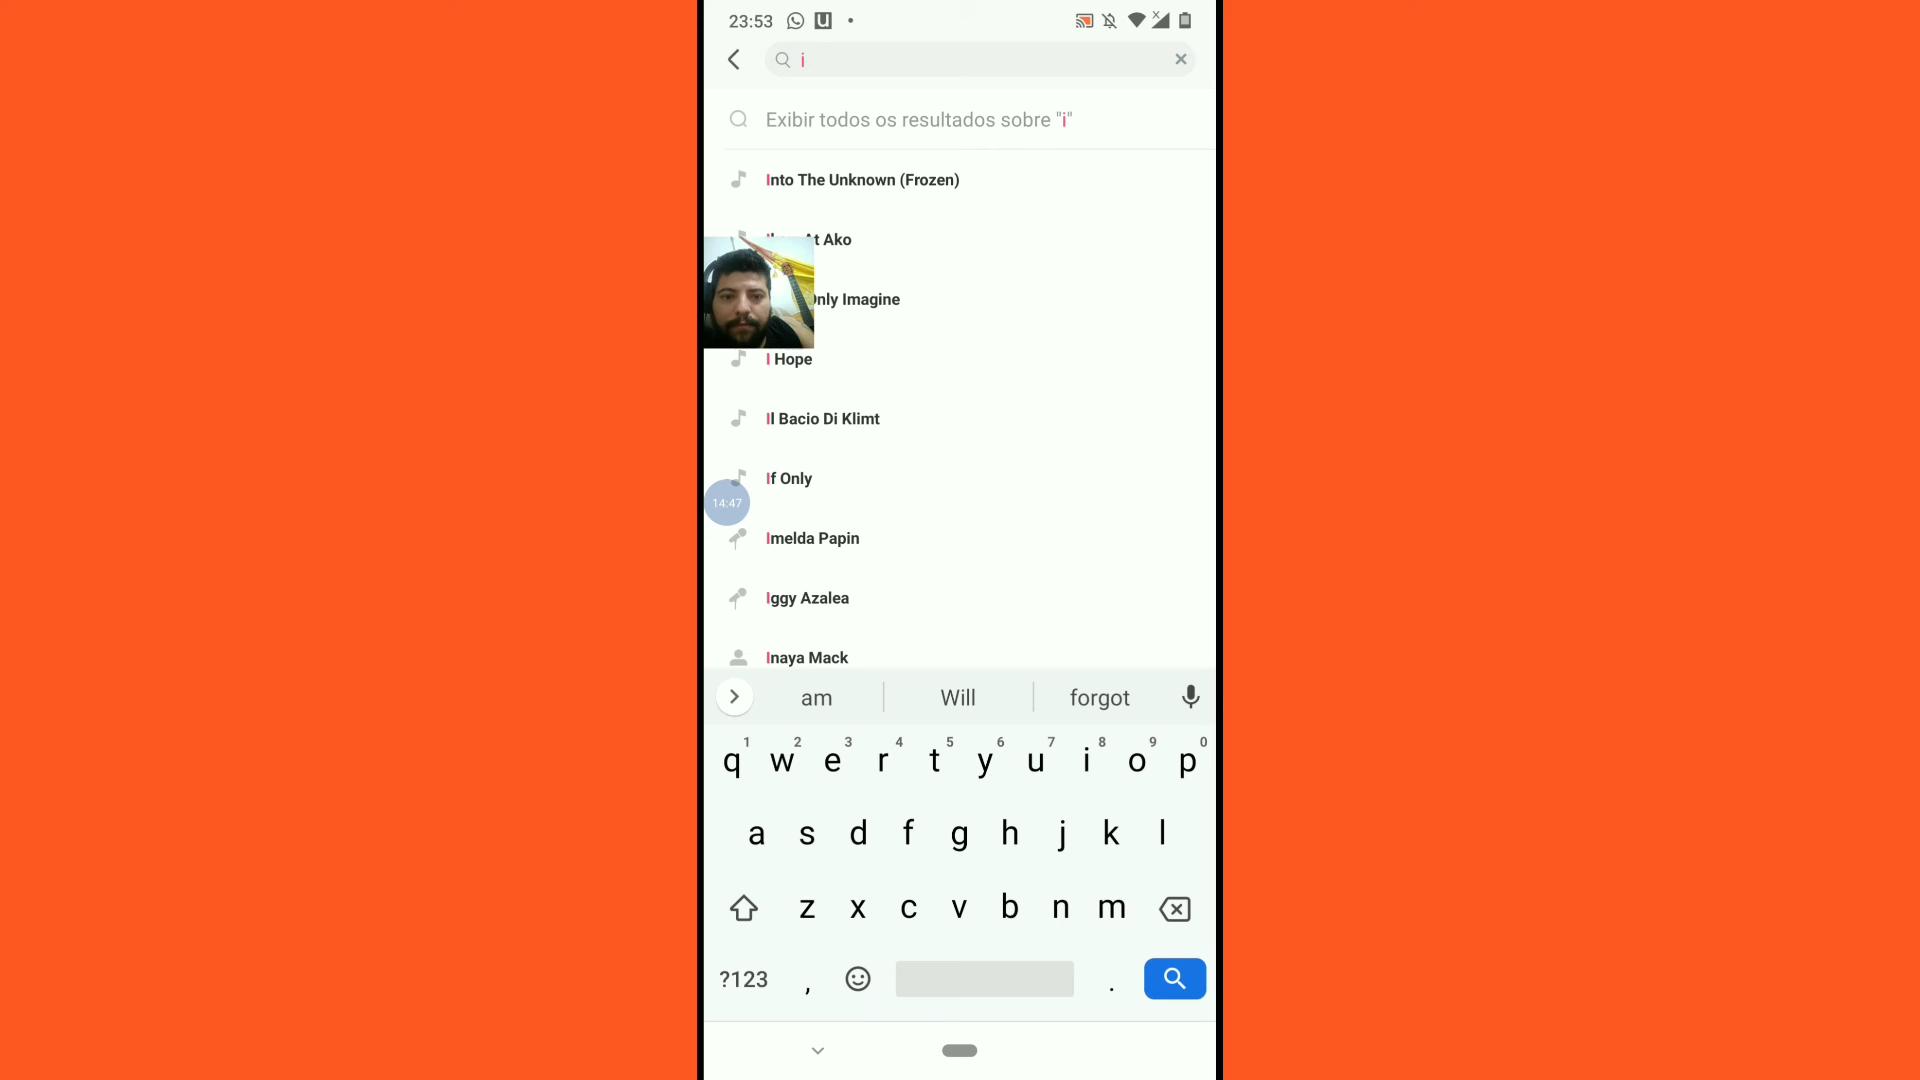 23:53
i
Exibir todos os resultados sobre "i"
Into The Unknown (Frozen)
At Ako
Only Imagine
I Hope
Il Bacio Di Klimt
If Only
14:47
Imelda Papin
Iggy Azalea
Inaya Mack
am Will forgot
1 2 3 4 5 6 7 8 9 0
q w e r t y u i o p
a s d f g h j k l
z x c v b n m
?123 , .